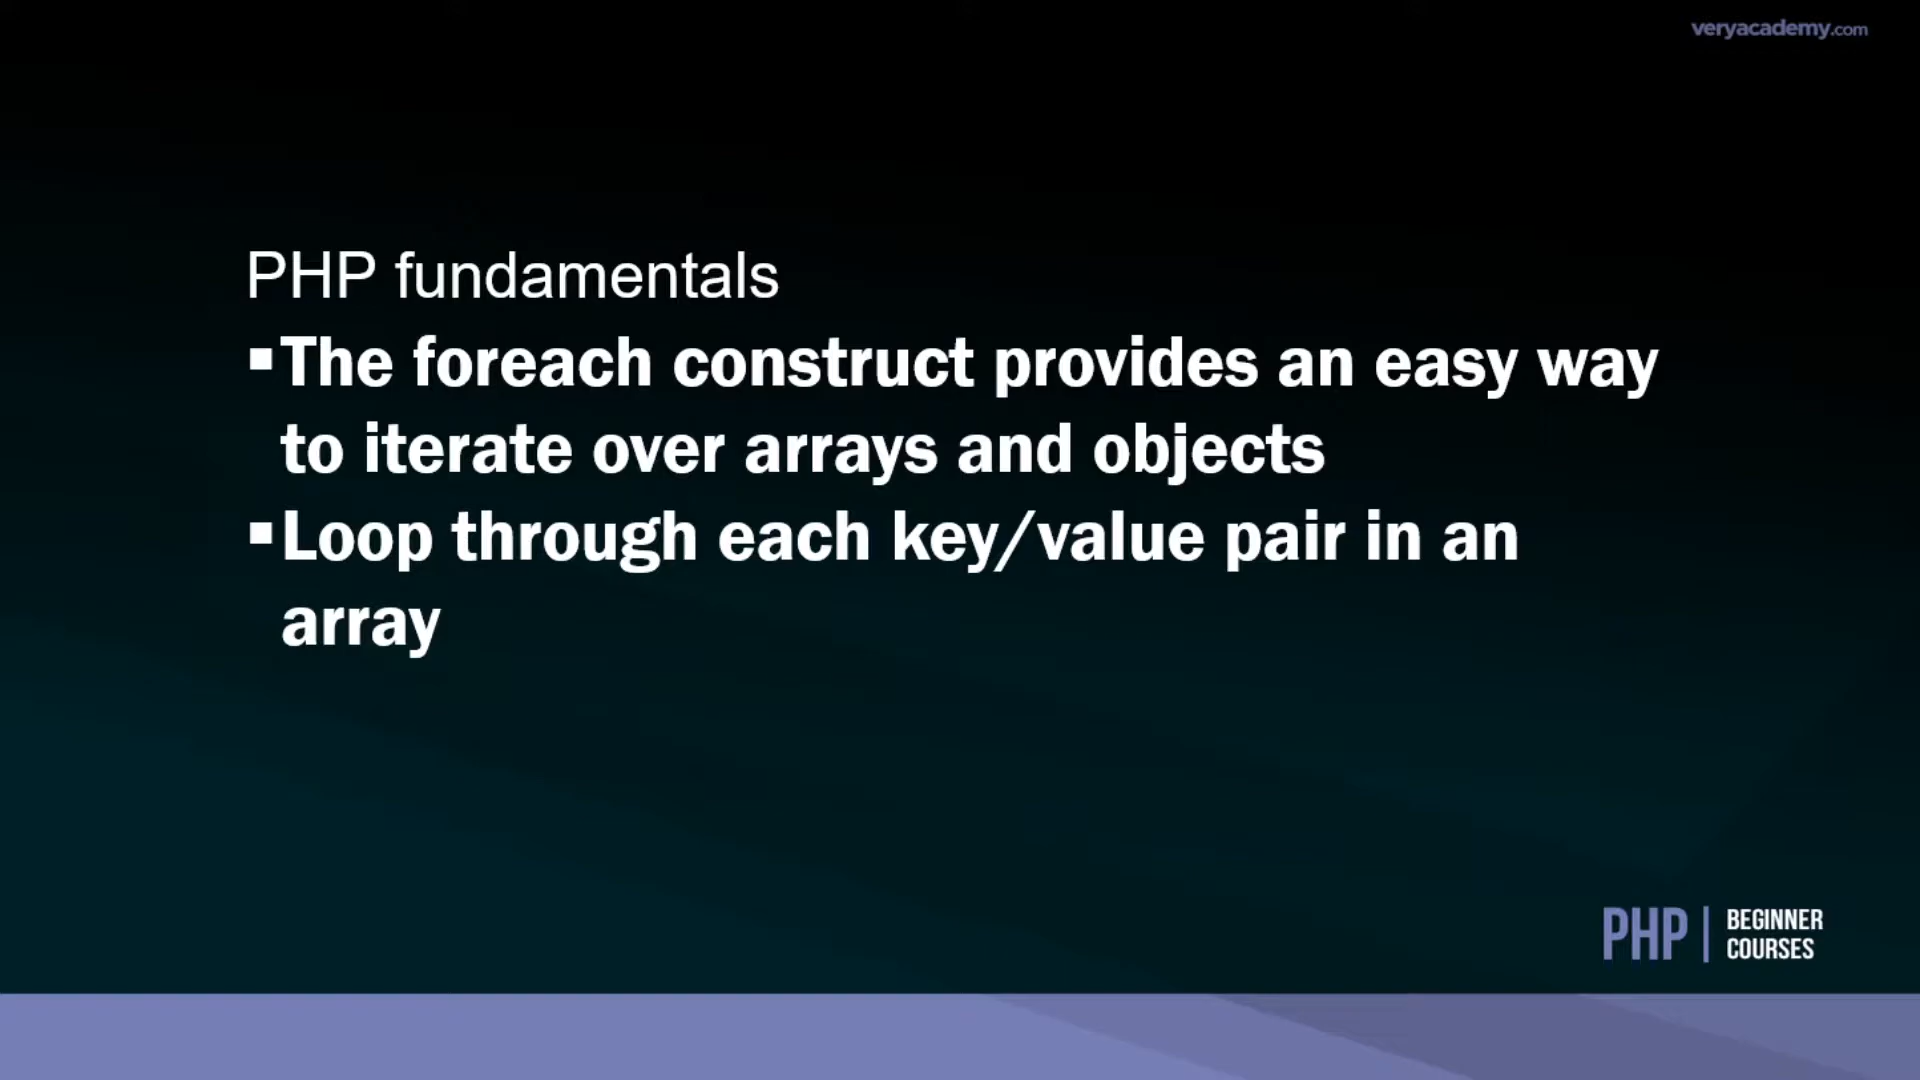 veryacademy.com
PHP fundamentals
▪The foreach construct provides an easy way
to iterate over arrays and objects
▪Loop through each key/value pair in an
array
PHP | BEGINNER
COURSES